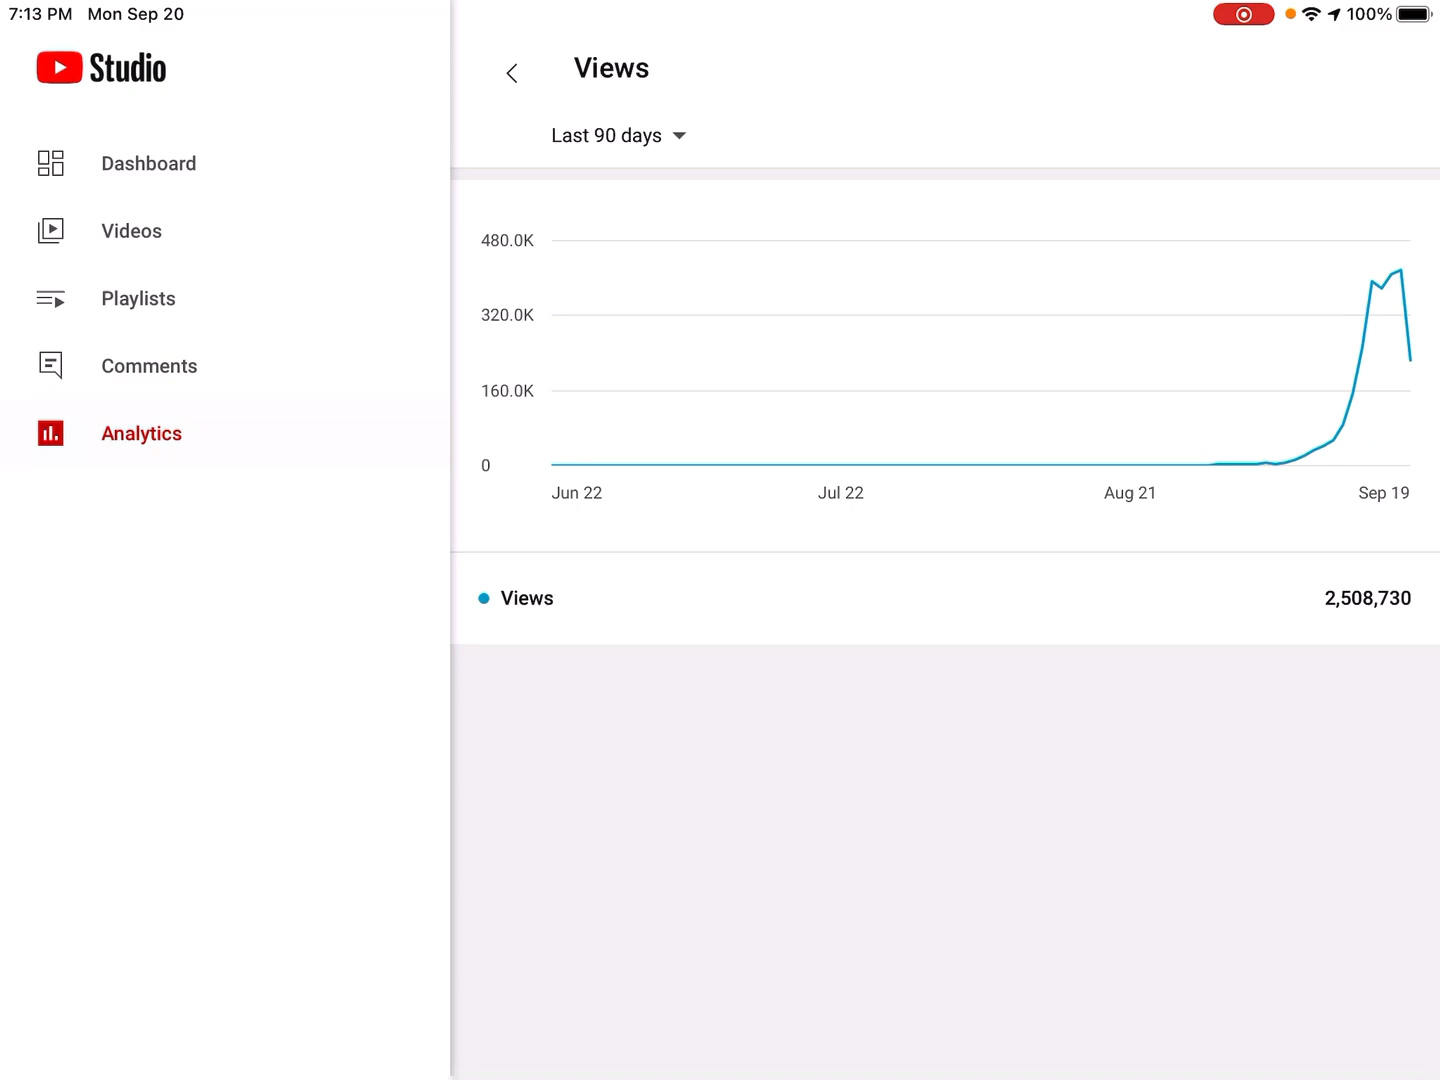 7:13 PM Mon Sep 20
100%
Studio
Dashboard
Videos
Playlists
Comments
Analytics
Views
Last 90 days
480.0K
320.0K
160.0K
0
Jun 22 Jul 22 Aug 21 Sep 19
Views 2,508,730